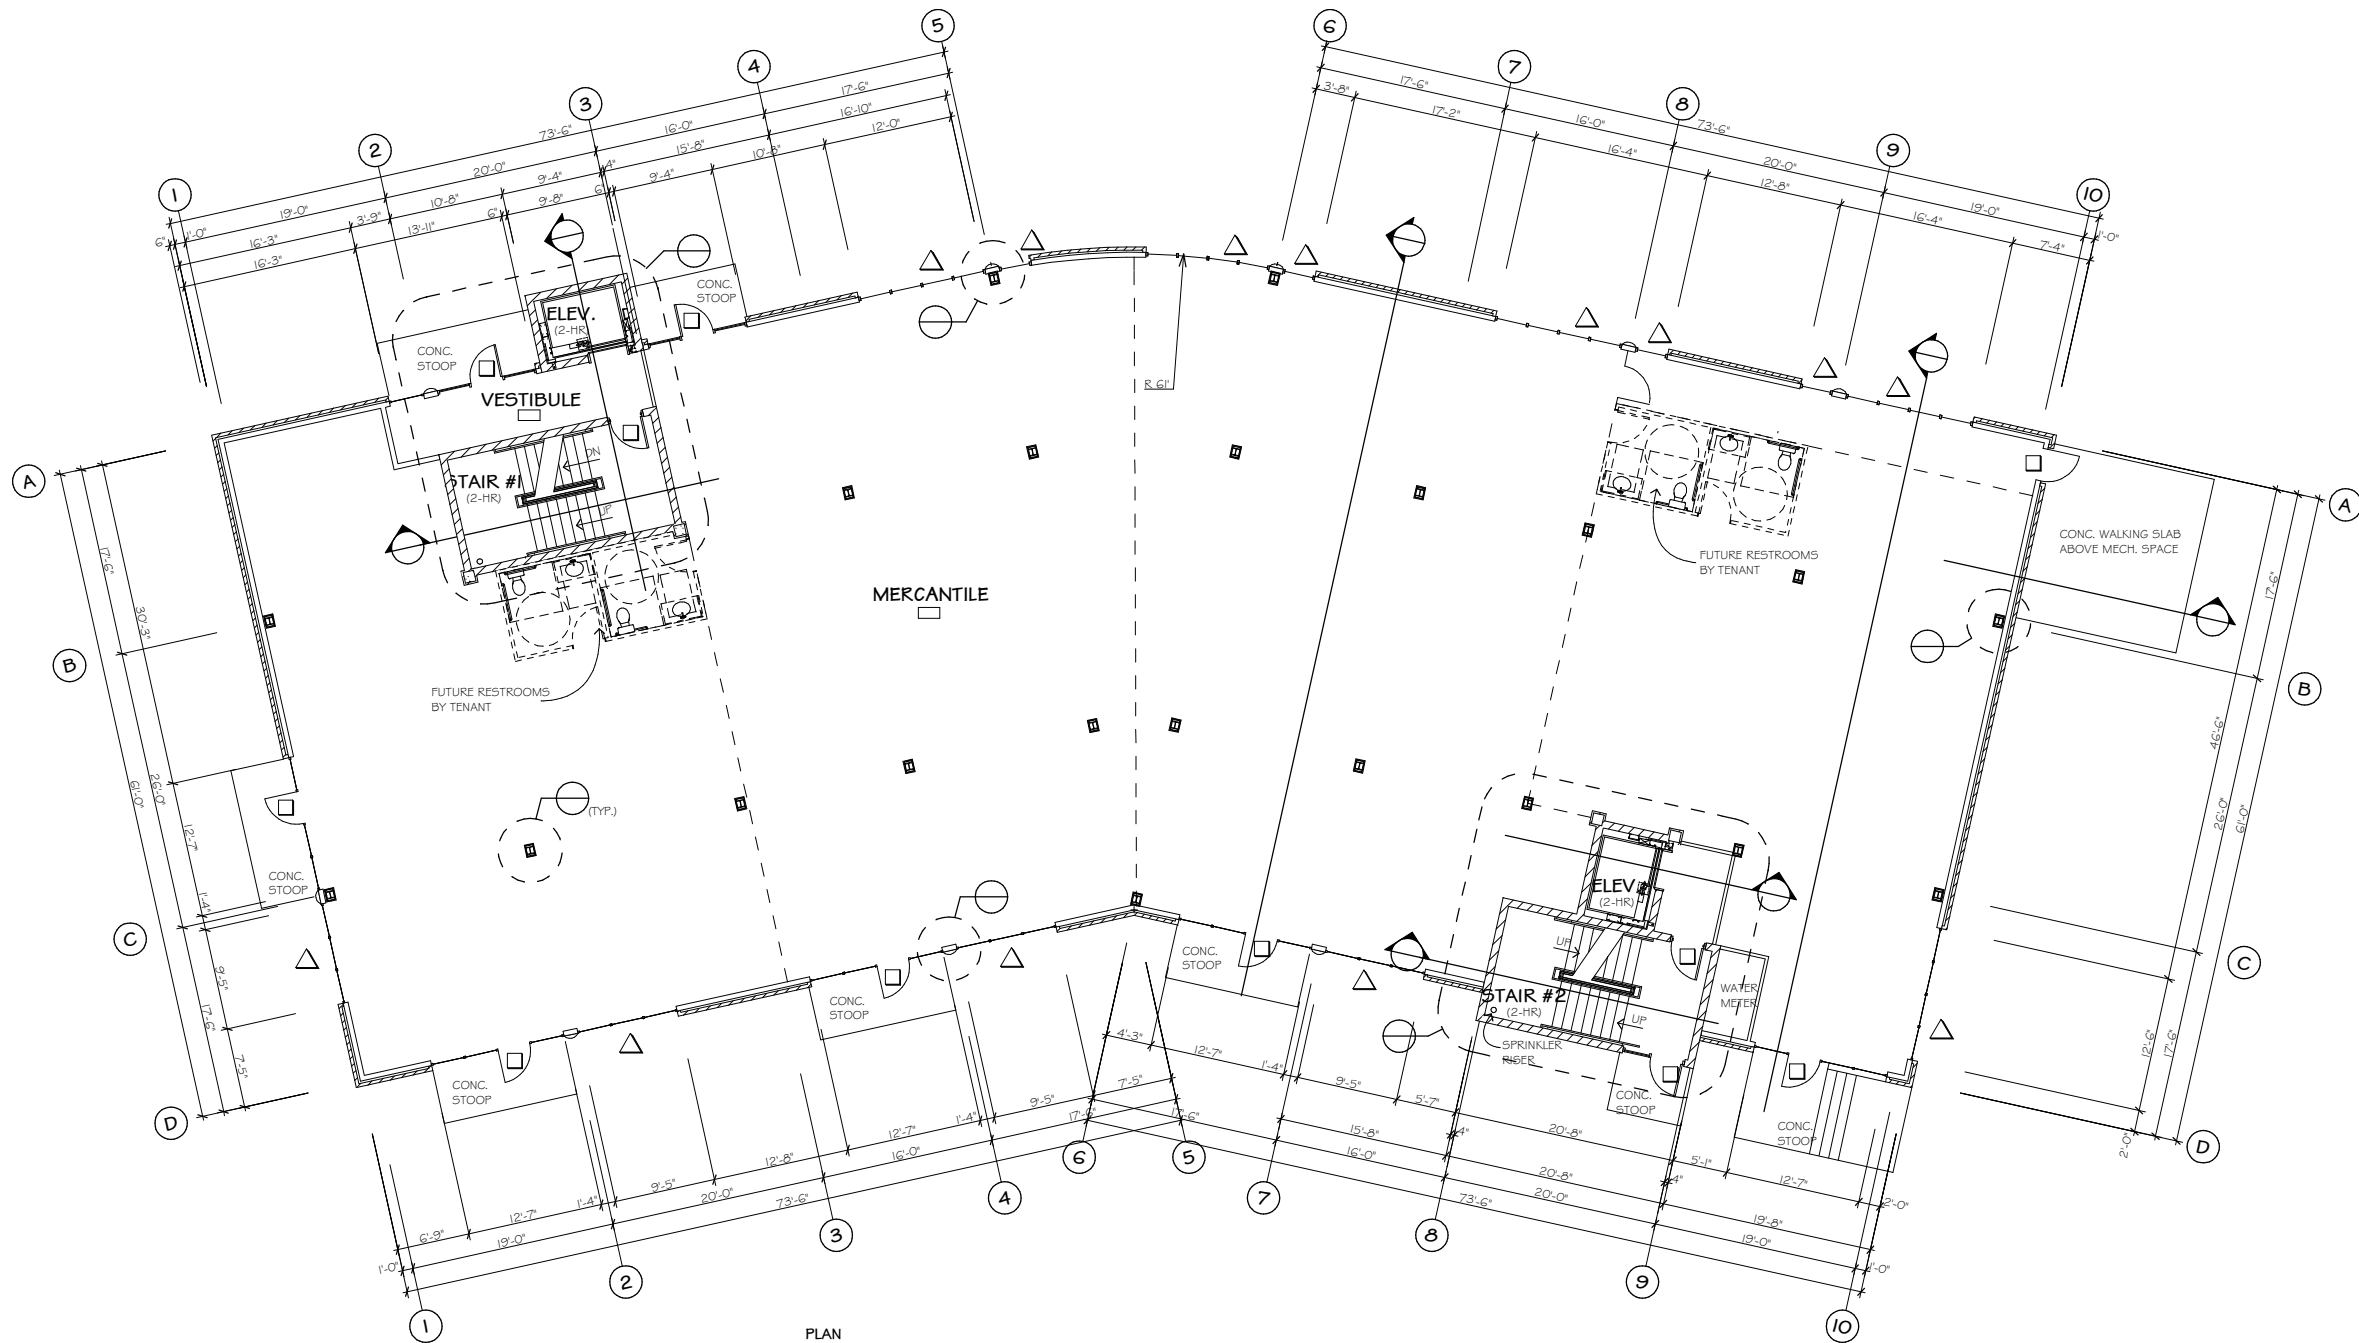 5
6
4
7
3
8
2
9
1
10
73'-6"
17'-6"
16'-0"
20'-0"
19'-0"
1'-0"
16'-10"
15'-8"
4"
9'-4"
10'-8"
3'-9"
16'-3"
6"
12'-0"
10'-8"
9'-4"
6"
9'-8"
6"
13'-11"
16'-3"
73'-6"
17'-6"
16'-0"
20'-0"
19'-0"
1'-0"
3'-8"
17'-2"
16'-4"
12'-8"
16'-4"
7'-4"
CONC.
STOOP
ELEV.
(2-HR)
CONC.
STOOP
VESTIBULE
R 61'
STAIR #1
(2-HR)
DN
UP
A
A
17'-6"
30'-3"
B
26'-0"
61'-0"
12'-7"
1'-4"
C
9'-5"
17'-6"
7'-5"
D
MERCANTILE
FUTURE RESTROOMS
BY TENANT
FUTURE RESTROOMS
BY TENANT
CONC. WALKING SLAB
ABOVE MECH. SPACE
17'-6"
B
46'-6"
26'-0"
61'-0"
C
12'-6"
17'-6"
2'-0"
D
(TYP.)
CONC.
STOOP
ELEV.2
(2-HR)
UP
CONC.
STOOP
CONC.
STOOP
STAIR #2
(2-HR)
UP
WATER
METER
SPRINKLER
RISER
CONC.
STOOP
CONC.
STOOP
CONC.
STOOP
6'-9"
12'-7"
1'-4"
9'-5"
12'-8"
12'-7"
1'-4"
9'-5"
7'-5"
1'-0"
19'-0"
20'-0"
16'-0"
17'-6"
73'-6"
4'-3"
12'-7"
1'-4"
9'-5"
5'-7"
20'-8"
5'-1"
12'-7"
2'-0"
15'-8"
4"
20'-8"
4"
19'-8"
17'-6"
16'-0"
20'-0"
19'-0"
1'-0"
73'-6"
6
5
4
7
3
8
2
9
1
10
PLAN